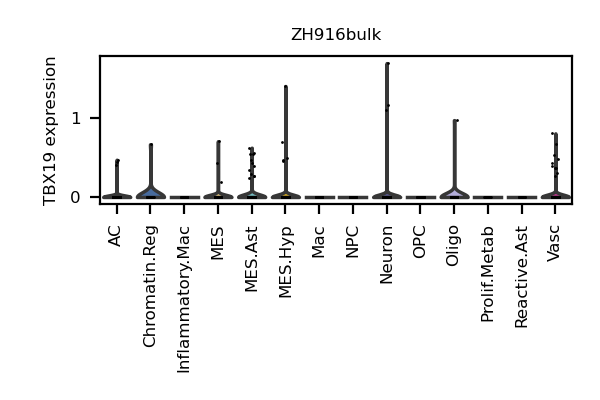 ZH916bulk
TBX19 expression
1
0
AC
Chromatin.Reg
Inflammatory.Mac
MES
MES.Ast
MES.Hyp
Mac
NPC
Neuron
OPC
Oligo
Prolif.Metab
Reactive.Ast
Vasc